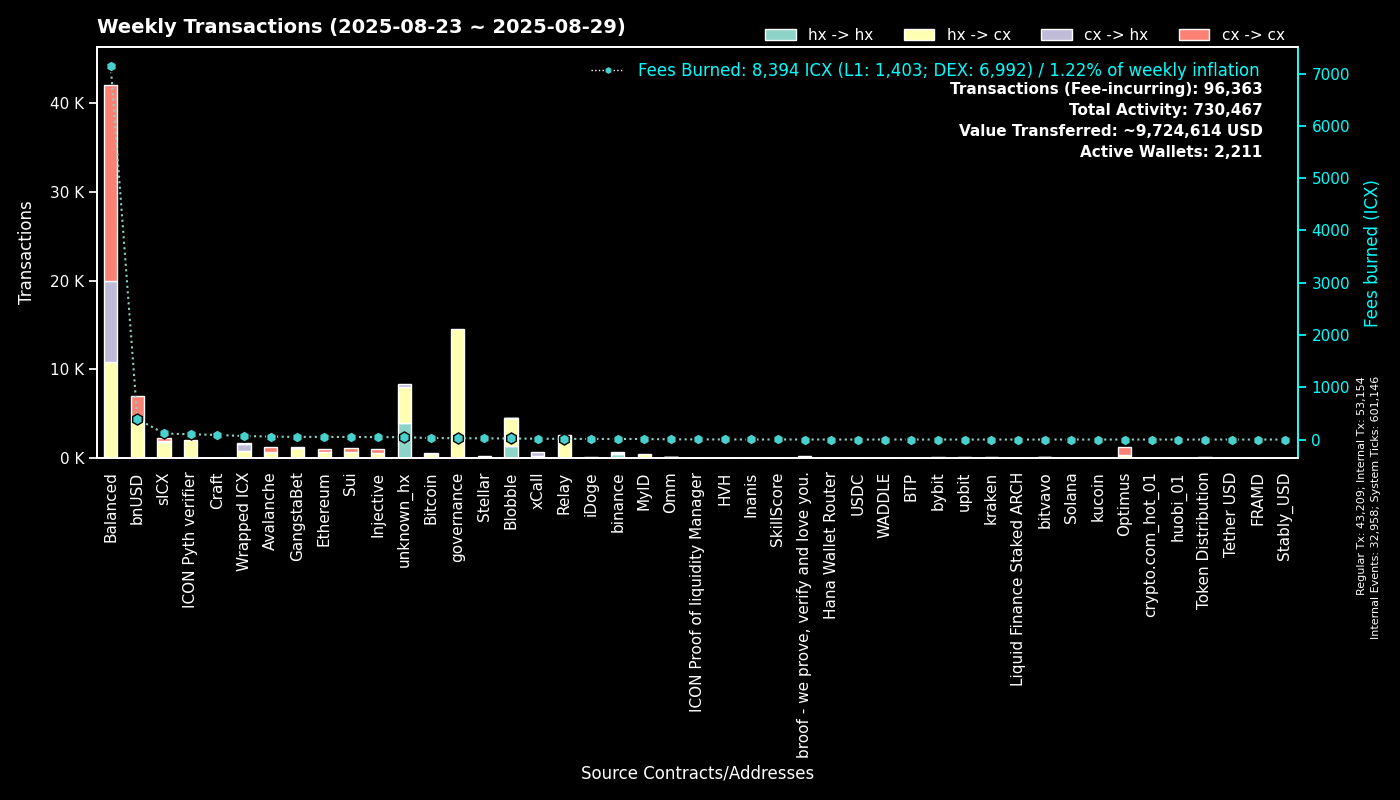 Weekly Transactions (2025-08-23 ~ 2025-08-29)
hx -> hx
hx -> cx
cx -> hx
cx -> cx
Fees Burned: 8,394 ICX (L1: 1,403; DEX: 6,992) / 1.22% of weekly inflation
Transactions (Fee-incurring): 96,363
Total Activity: 730,467
Value Transferred: ~9,724,614 USD
Active Wallets: 2,211
Transactions
40 K
30 K
20 K
10 K
0 K
7000
6000
5000
4000
3000
2000
1000
0
Fees burned (ICX)
Regular Tx: 43,209; Internal Tx: 53,154
Internal Events: 32,958; System Ticks: 601,146
Balanced
bnUSD
sICX
ICON Pyth verifier
Craft
Wrapped ICX
Avalanche
GangstaBet
Ethereum
Sui
Injective
unknown_hx
Bitcoin
governance
Stellar
Blobble
xCall
Relay
iDoge
binance
MyID
Omm
ICON Proof of liquidity Manager
HVH
Inanis
SkillScore
broof - we prove, verify and love you.
Hana Wallet Router
USDC
WADDLE
BTP
bybit
upbit
kraken
Liquid Finance Staked ARCH
bitvavo
Solana
kucoin
Optimus
crypto.com_hot_01
huobi_01
Token Distribution
Tether USD
FRAMD
Stably_USD
Source Contracts/Addresses